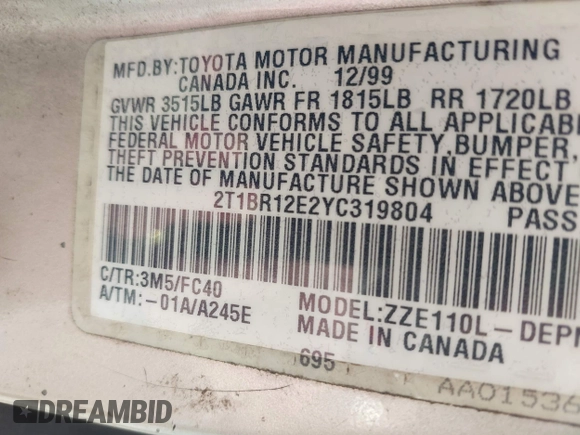 MFD.BY:TOYOTA MOTOR MANUFACTURING
CANADA INC. 12/99
GVWR 3515LB GAWR FR 1815LB RR 1720LB
THIS VEHICLE CONFORMS TO ALL APPLICABL
FEDERAL MOTOR VEHICLE SAFETY,BUMPER,
THEFT PREVENTION STANDARDS IN EFFECT
THE DATE OF MANUFACTURE SHOWN ABOVE
2T1BR12E2YC319804 PASS
C/TR:3M5/FC40
A/TM:-01A/A245E
MODEL:ZZE110L-DEP
MADE IN CANADA
695
AA01536
DREAMBID